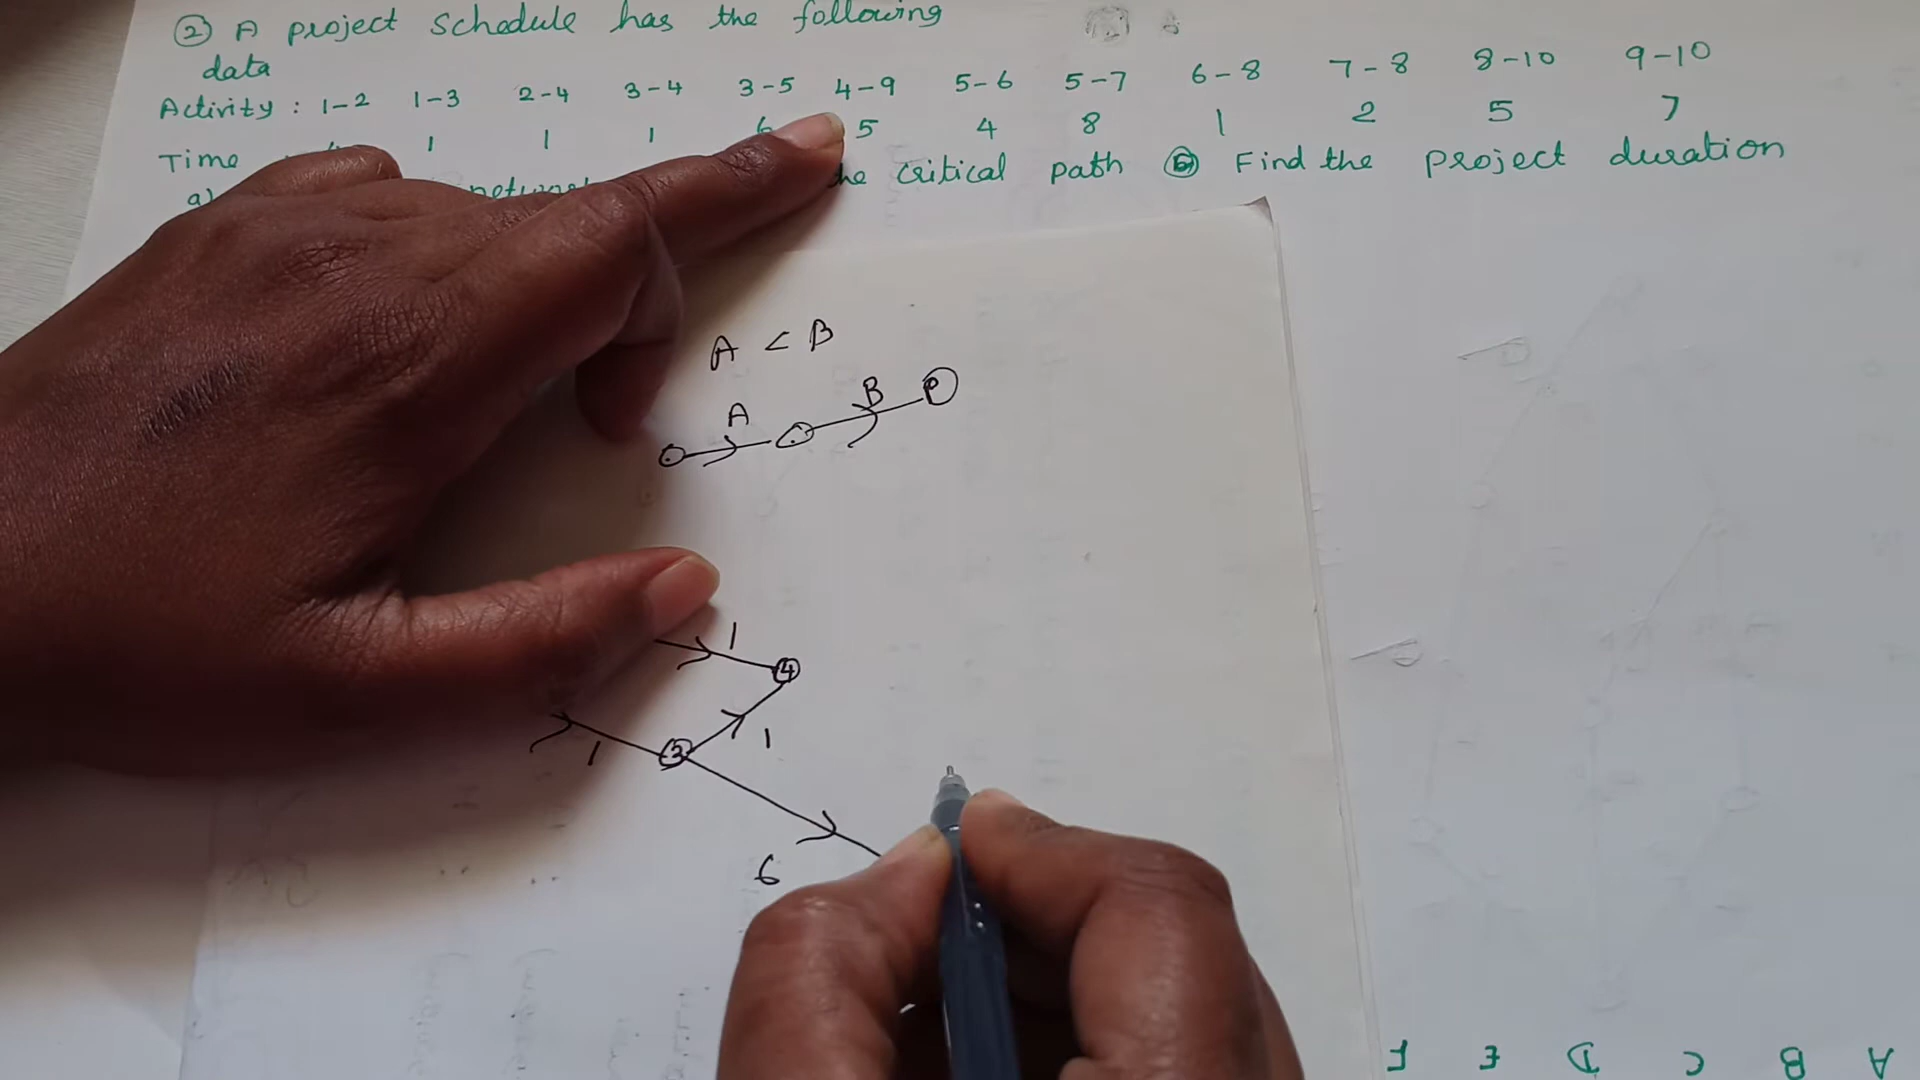 ② A project schedule has the following
data
Activity : 1-2 1-3 2-4 3-4 3-5 4-9 5-6 5-7 6-8 7-8 8-10 9-10
Time 1 1 1 6 5 4 8 1 2 5 7
a) critical path Find the project duration
A < B
A B
1
4
1 3 1
6
A B C D E F